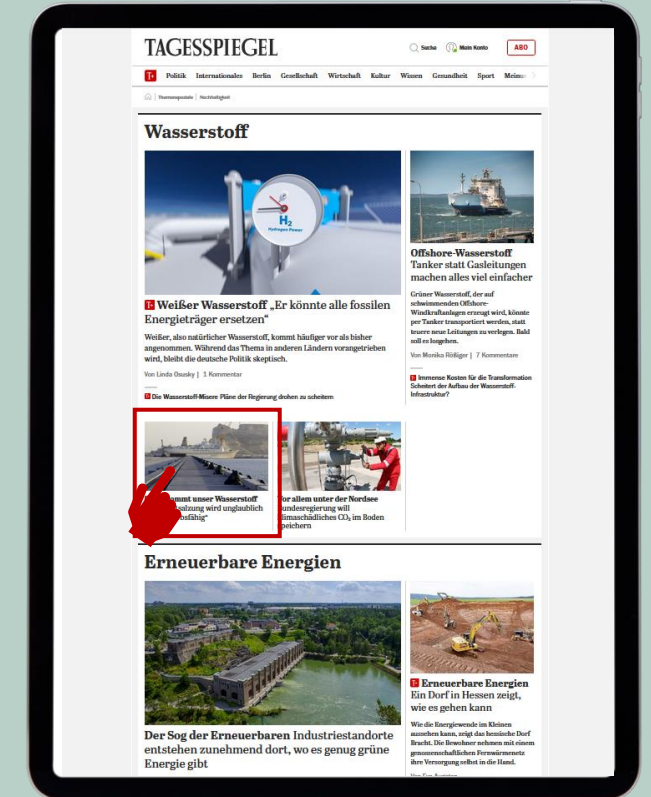 TAGESSPIEGEL
Suche
Mein Konto
ABO
T+ Politik Internationales Berlin Gesellschaft Wirtschaft Kultur Wissen Gesundheit Sport
Themenspeziale | Nachhaltigkeit
Wasserstoff
H₂
Hydrogen Power
T+ Weißer Wasserstoff „Er könnte alle fossilen
Energieträger ersetzen“
Weißer, also natürlicher Wasserstoff, kommt häufiger vor als bisher
angenommen. Während das Thema in anderen Ländern vorangetrieben
wird, bleibt die deutsche Politik skeptisch.
Von Linda Osusky | 1 Kommentar
T+ Die Wasserstoff-Misere Pläne der Regierung drohen zu scheitern
Offshore-Wasserstoff
Tanker statt Gasleitungen
machen alles viel einfacher
Grüner Wasserstoff, der auf
schwimmenden Offshore-
Windkraftanlagen erzeugt wird, könnte
per Tanker transportiert werden, statt
teuere neue Leitungen zu verlegen. Bald
soll es losgehen.
Von Monika Rößiger | 7 Kommentare
T+ Immense Kosten für die Transformation
Scheitert der Aufbau der Wasserstoff-
Infrastruktur?
unser Wasserstoff
wird unglaublich
Vor allem unter der Nordsee
Bundesregierung will
klimaschädliches CO₂ im Boden
speichern
Erneuerbare Energien
Der Sog der Erneuerbaren Industriestandorte
entstehen zunehmend dort, wo es genug grüne
Energie gibt
T+ Erneuerbare Energien
Ein Dorf in Hessen zeigt,
wie es gehen kann
Wie die Energiewende im Kleinen
aussehen kann, zeigt das hessische Dorf
Bracht. Die Bewohner nehmen mit einem
genossenschaftlichen Fernwärmenetz
ihre Versorgung selbst in die Hand.